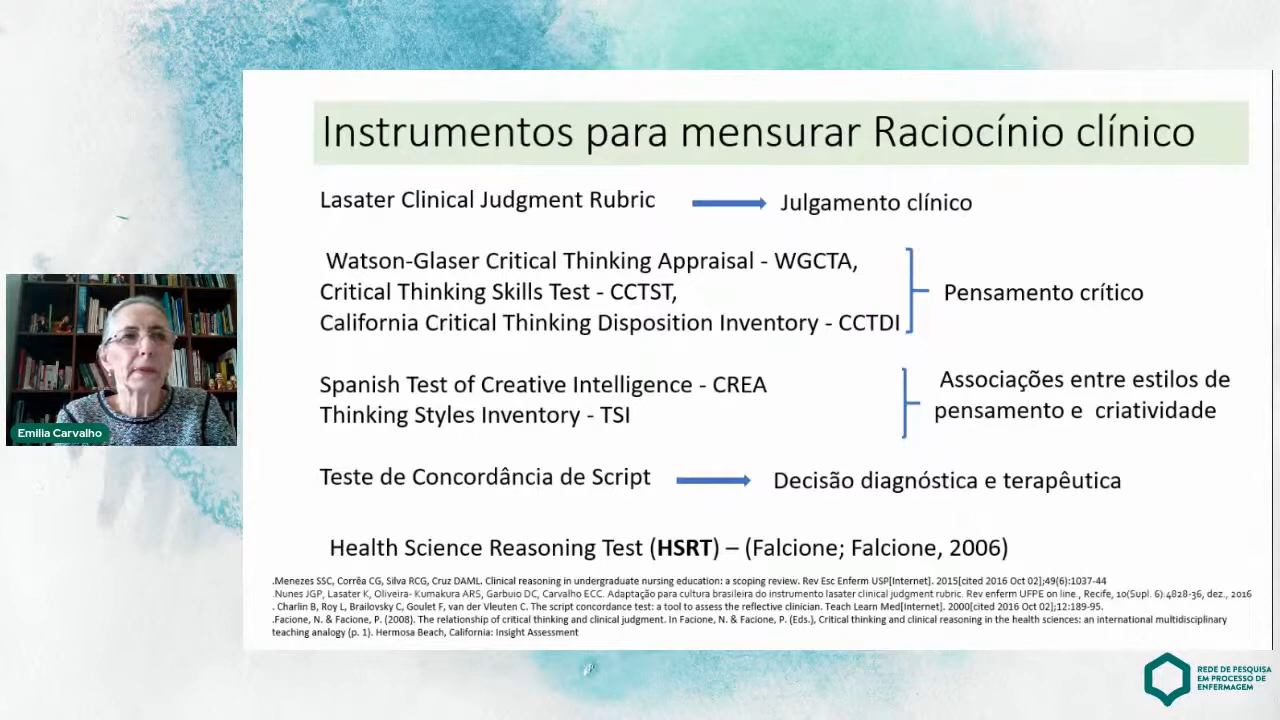 Instrumentos para mensurar Raciocínio clínico
Lasater Clinical Judgment Rubric
Julgamento clínico
Watson-Glaser Critical Thinking Appraisal - WGCTA,
Critical Thinking Skills Test - CCTST,
California Critical Thinking Disposition Inventory - CCTDI
Pensamento crítico
Spanish Test of Creative Intelligence - CREA
Thinking Styles Inventory - TSI
Associações entre estilos de
pensamento e criatividade
Teste de Concordância de Script
Decisão diagnóstica e terapêutica
Health Science Reasoning Test (HSRT) – (Falcione; Falcione, 2006)
.Menezes SSC, Corrêa CG, Silva RCG, Cruz DAML. Clinical reasoning in undergraduate nursing education: a scoping review. Rev Esc Enferm USP[Internet]. 2015[cited 2016 Oct 02];49(6):1037-44
.Nunes JGP, Lasater K, Oliveira- Kumakura ARS, Garbuio DC, Carvalho ECC. Adaptação para cultura brasileira do instrumento lasater clinical judgment rubric. Rev enferm UFPE on line., Recife, 10(Supl. 6):4828-36, dez., 2016
. Charlin B, Roy L, Brailovsky C, Goulet F, van der Vleuten C. The script concordance test: a tool to assess the reflective clinician. Teach Learn Med[Internet]. 2000[cited 2016 Oct 02];12:189-95.
.Facione, N. & Facione, P. (2008). The relationship of critical thinking and clinical judgment. In Facione, N. & Facione, P. (Eds.), Critical thinking and clinical reasoning in the health sciences: an international multidisciplinary
teaching analogy (p. 1). Hermosa Beach, California: Insight Assessment
Emilia Carvalho
REDE DE PESQUISA
EM PROCESSO DE
ENFERMAGEM